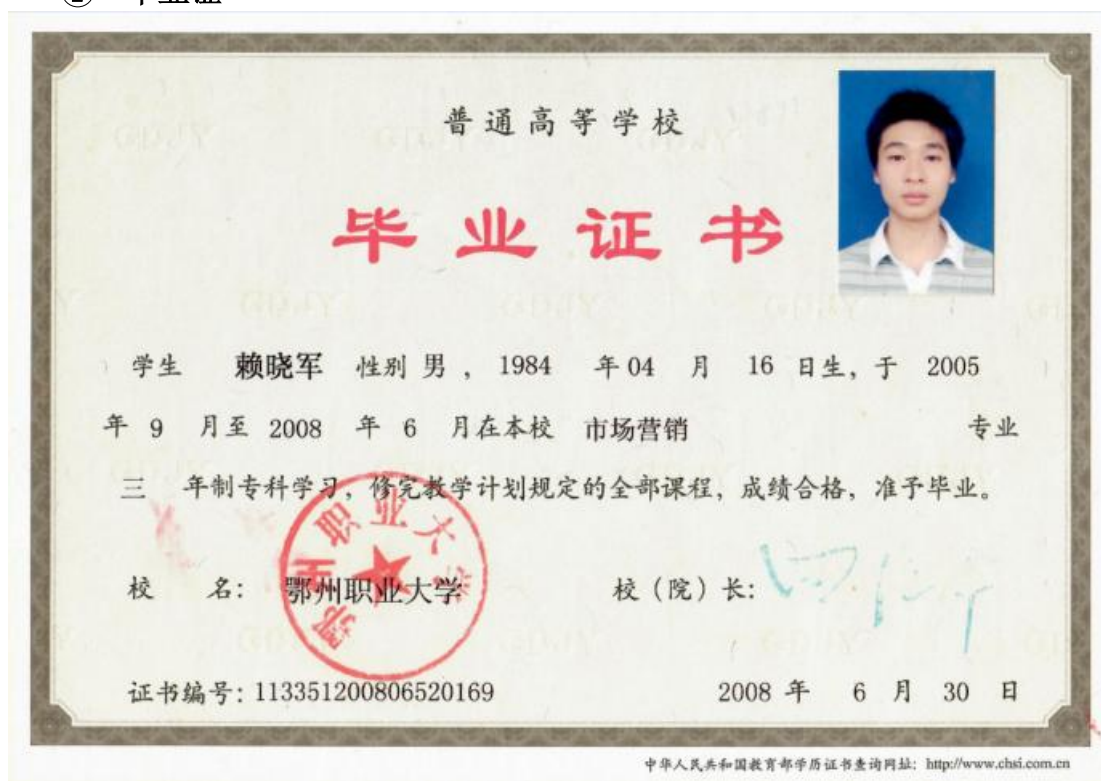 普通高等学校
毕业证书
学生 赖晓军 性别 男 , 1984 年 04 月 16 日生, 于 2005
年 9 月至 2008 年 6 月在本校 市场营销 专业
三 年制专科学习, 修完教学计划规定的全部课程, 成绩合格, 准予毕业。
鄂州职业大学
校 名: 鄂州职业大学 校(院)长:
证书编号: 113351200806520169 2008 年 6 月 30 日
中华人民共和国教育部学历证书查询网址: http://www.chsi.com.cn